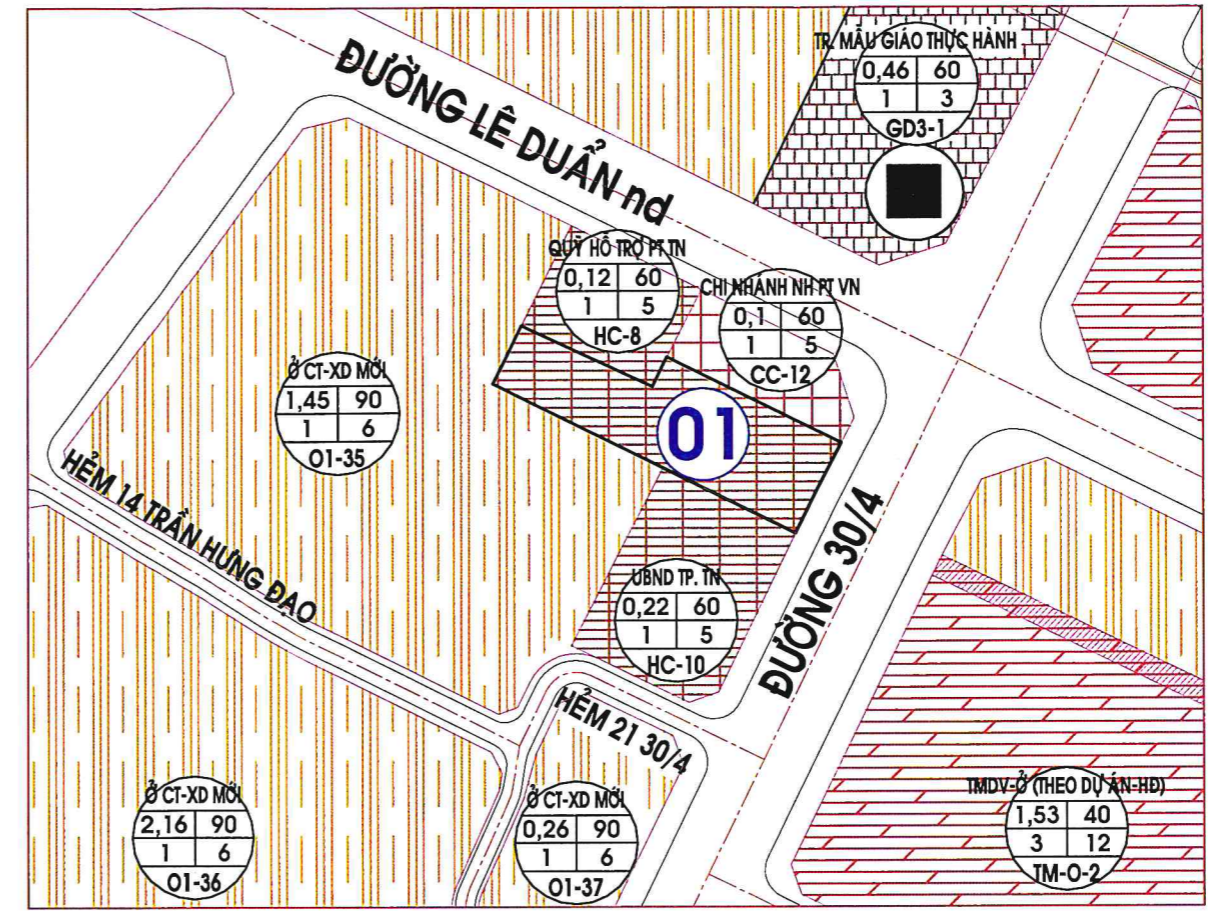 ĐƯỜNG LÊ DUẨN nd
TR. MẪU GIÁO THỰC HÀNH
0,46 60
1 3
GD3-1
QUỸ HỖ TRỢ PT TN
0,12 60
1 5
HC-8
CHI NHÁNH NH PT VN
0,1 60
1 5
CC-12
Ở CT-XD MỚI
1,45 90
1 6
O1-35
01
HẺM 14 TRẦN HƯNG ĐẠO
ĐƯỜNG 30/4
UBND TP. TN
0,22 60
1 5
HC-10
HẺM 21 30/4
Ở CT-XD MỚI
2,16 90
1 6
O1-36
Ở CT-XD MỚI
0,26 90
1 6
O1-37
TMDV-Ở (THEO DỰ ÁN-HĐ)
1,53 40
3 12
TM-O-2